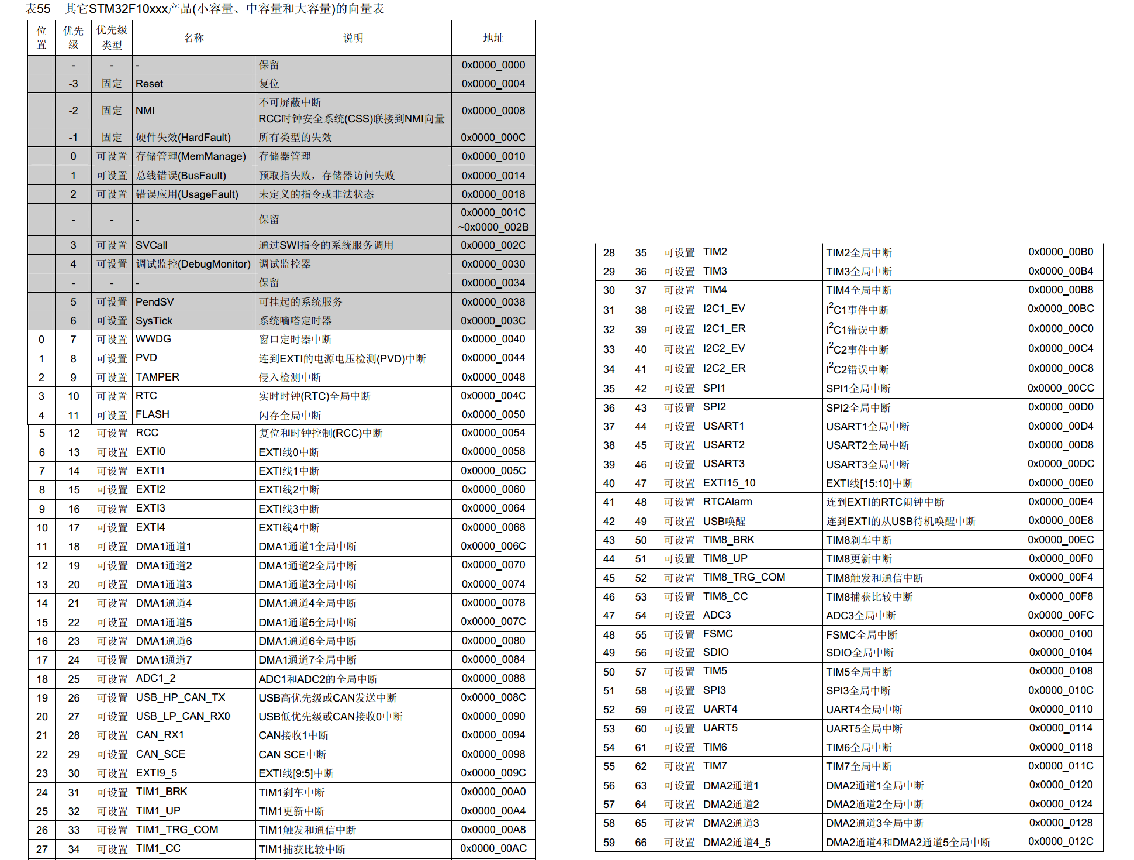 表55 其它STM32F10xxx产品(小容量、中容量和大容量)的向量表
位置 优先级 优先级类型 名称 说明 地址
- - - 保留 0x0000_0000
-3 固定 Reset 复位 0x0000_0004
-2 固定 NMI 不可屏蔽中断 RCC时钟安全系统(CSS)联接到NMI向量 0x0000_0008
-1 固定 硬件失效(HardFault) 所有类型的失效 0x0000_000C
0 可设置 存储管理(MemManage) 存储器管理 0x0000_0010
1 可设置 总线错误(BusFault) 预取指失败，存储器访问失败 0x0000_0014
2 可设置 错误应用(UsageFault) 未定义的指令或非法状态 0x0000_0018
- - - 保留 0x0000_001C ~0x0000_002B
3 可设置 SVCall 通过SWI指令的系统服务调用 0x0000_002C
4 可设置 调试监控(DebugMonitor) 调试监控器 0x0000_0030
- - - 保留 0x0000_0034
5 可设置 PendSV 可挂起的系统服务 0x0000_0038
6 可设置 SysTick 系统嘀嗒定时器 0x0000_003C
0 7 可设置 WWDG 窗口定时器中断 0x0000_0040
1 8 可设置 PVD 连到EXTI的电源电压检测(PVD)中断 0x0000_0044
2 9 可设置 TAMPER 侵入检测中断 0x0000_0048
3 10 可设置 RTC 实时时钟(RTC)全局中断 0x0000_004C
4 11 可设置 FLASH 闪存全局中断 0x0000_0050
5 12 可设置 RCC 复位和时钟控制(RCC)中断 0x0000_0054
6 13 可设置 EXTI0 EXTI线0中断 0x0000_0058
7 14 可设置 EXTI1 EXTI线1中断 0x0000_005C
8 15 可设置 EXTI2 EXTI线2中断 0x0000_0060
9 16 可设置 EXTI3 EXTI线3中断 0x0000_0064
10 17 可设置 EXTI4 EXTI线4中断 0x0000_0068
11 18 可设置 DMA1通道1 DMA1通道1全局中断 0x0000_006C
12 19 可设置 DMA1通道2 DMA1通道2全局中断 0x0000_0070
13 20 可设置 DMA1通道3 DMA1通道3全局中断 0x0000_0074
14 21 可设置 DMA1通道4 DMA1通道4全局中断 0x0000_0078
15 22 可设置 DMA1通道5 DMA1通道5全局中断 0x0000_007C
16 23 可设置 DMA1通道6 DMA1通道6全局中断 0x0000_0080
17 24 可设置 DMA1通道7 DMA1通道7全局中断 0x0000_0084
18 25 可设置 ADC1_2 ADC1和ADC2的全局中断 0x0000_0088
19 26 可设置 USB_HP_CAN_TX USB高优先级或CAN发送中断 0x0000_008C
20 27 可设置 USB_LP_CAN_RX0 USB低优先级或CAN接收0中断 0x0000_0090
21 28 可设置 CAN_RX1 CAN接收1中断 0x0000_0094
22 29 可设置 CAN_SCE CAN SCE中断 0x0000_0098
23 30 可设置 EXTI9_5 EXTI线[9:5]中断 0x0000_009C
24 31 可设置 TIM1_BRK TIM1刹车中断 0x0000_00A0
25 32 可设置 TIM1_UP TIM1更新中断 0x0000_00A4
26 33 可设置 TIM1_TRG_COM TIM1触发和通信中断 0x0000_00A8
27 34 可设置 TIM1_CC TIM1捕获比较中断 0x0000_00AC
28 35 可设置 TIM2 TIM2全局中断 0x0000_00B0
29 36 可设置 TIM3 TIM3全局中断 0x0000_00B4
30 37 可设置 TIM4 TIM4全局中断 0x0000_00B8
31 38 可设置 I2C1_EV I²C1事件中断 0x0000_00BC
32 39 可设置 I2C1_ER I²C1错误中断 0x0000_00C0
33 40 可设置 I2C2_EV I²C2事件中断 0x0000_00C4
34 41 可设置 I2C2_ER I²C2错误中断 0x0000_00C8
35 42 可设置 SPI1 SPI1全局中断 0x0000_00CC
36 43 可设置 SPI2 SPI2全局中断 0x0000_00D0
37 44 可设置 USART1 USART1全局中断 0x0000_00D4
38 45 可设置 USART2 USART2全局中断 0x0000_00D8
39 46 可设置 USART3 USART3全局中断 0x0000_00DC
40 47 可设置 EXTI15_10 EXTI线[15:10]中断 0x0000_00E0
41 48 可设置 RTCAlarm 连到EXTI的RTC闹钟中断 0x0000_00E4
42 49 可设置 USB唤醒 连到EXTI的从USB待机唤醒中断 0x0000_00E8
43 50 可设置 TIM8_BRK TIM8刹车中断 0x0000_00EC
44 51 可设置 TIM8_UP TIM8更新中断 0x0000_00F0
45 52 可设置 TIM8_TRG_COM TIM8触发和通信中断 0x0000_00F4
46 53 可设置 TIM8_CC TIM8捕获比较中断 0x0000_00F8
47 54 可设置 ADC3 ADC3全局中断 0x0000_00FC
48 55 可设置 FSMC FSMC全局中断 0x0000_0100
49 56 可设置 SDIO SDIO全局中断 0x0000_0104
50 57 可设置 TIM5 TIM5全局中断 0x0000_0108
51 58 可设置 SPI3 SPI3全局中断 0x0000_010C
52 59 可设置 UART4 UART4全局中断 0x0000_0110
53 60 可设置 UART5 UART5全局中断 0x0000_0114
54 61 可设置 TIM6 TIM6全局中断 0x0000_0118
55 62 可设置 TIM7 TIM7全局中断 0x0000_011C
56 63 可设置 DMA2通道1 DMA2通道1全局中断 0x0000_0120
57 64 可设置 DMA2通道2 DMA2通道2全局中断 0x0000_0124
58 65 可设置 DMA2通道3 DMA2通道3全局中断 0x0000_0128
59 66 可设置 DMA2通道4_5 DMA2通道4和DMA2通道5全局中断 0x0000_012C